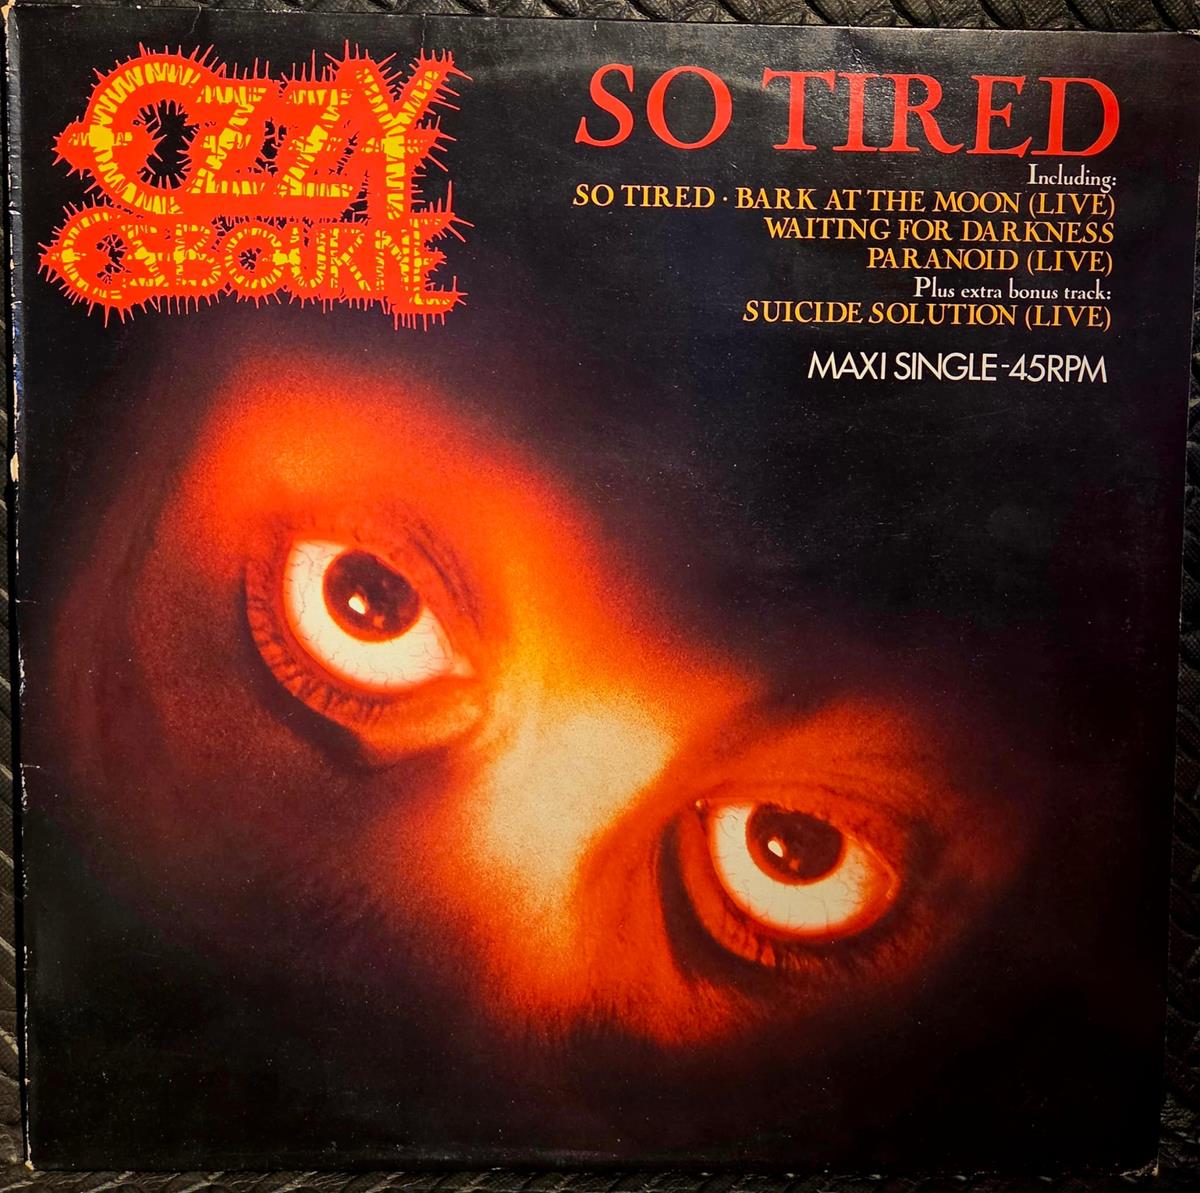 OZZY
OSBOURNE
SO TIRED
Including:
SO TIRED · BARK AT THE MOON (LIVE)
WAITING FOR DARKNESS
PARANOID (LIVE)
Plus extra bonus track:
SUICIDE SOLUTION (LIVE)
MAXI SINGLE-45RPM